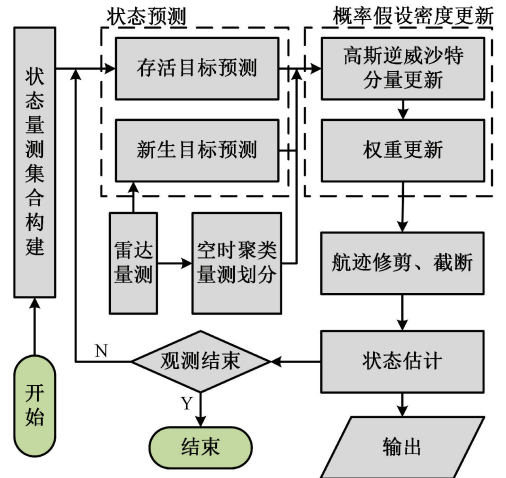 状态预测
概率假设密度更新
状态量测集合构建
存活目标预测
高斯逆威沙特
分量更新
新生目标预测
权重更新
雷达
量测
空时聚类
量测划分
航迹修剪、截断
N
观测结束
状态估计
Y
开始
结束
输出